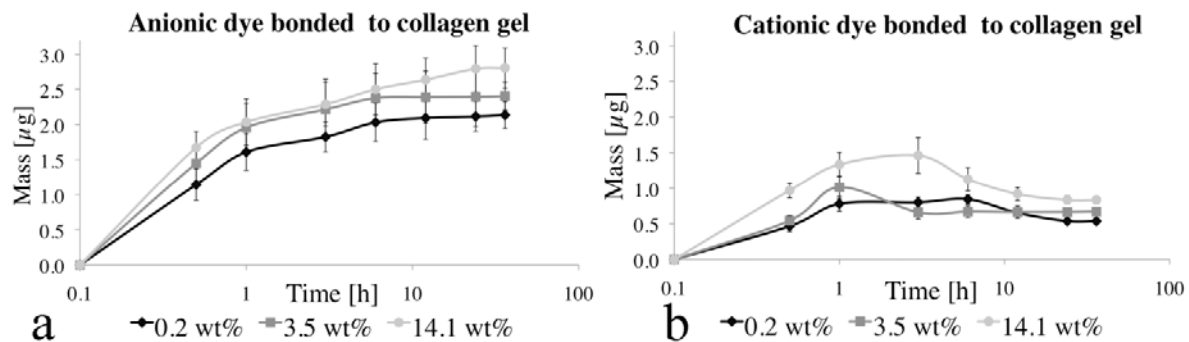 Anionic dye bonded to collagen gel
Mass [µg]
3.0
2.5
2.0
1.5
1.0
0.5
0.0
0.1
1
10
100
Time [h]
a
0.2 wt%
3.5 wt%
14.1 wt%
Cationic dye bonded to collagen gel
Mass [µg]
3.0
2.5
2.0
1.5
1.0
0.5
0.0
0.1
1
10
100
Time [h]
b
0.2 wt%
3.5 wt%
14.1 wt%